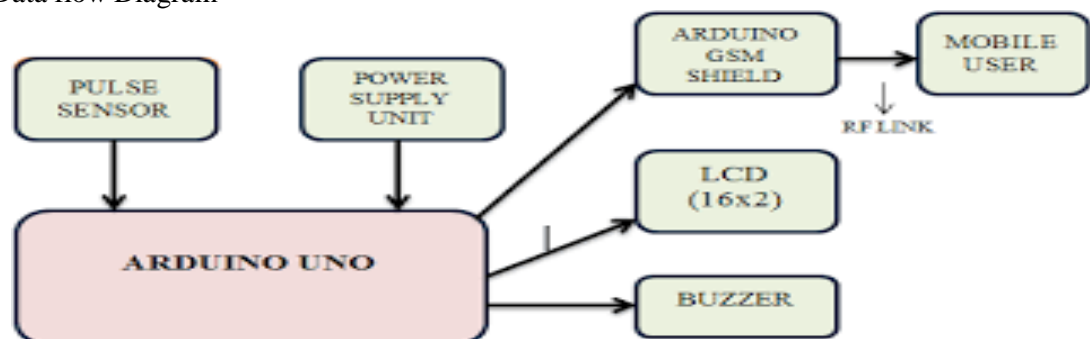 Data flow Diagram
PULSE
SENSOR
POWER
SUPPLY
UNIT
ARDUINO
GSM
SHIELD
MOBILE
USER
RF LINK
LCD
(16x2)
ARDUINO UNO
BUZZER